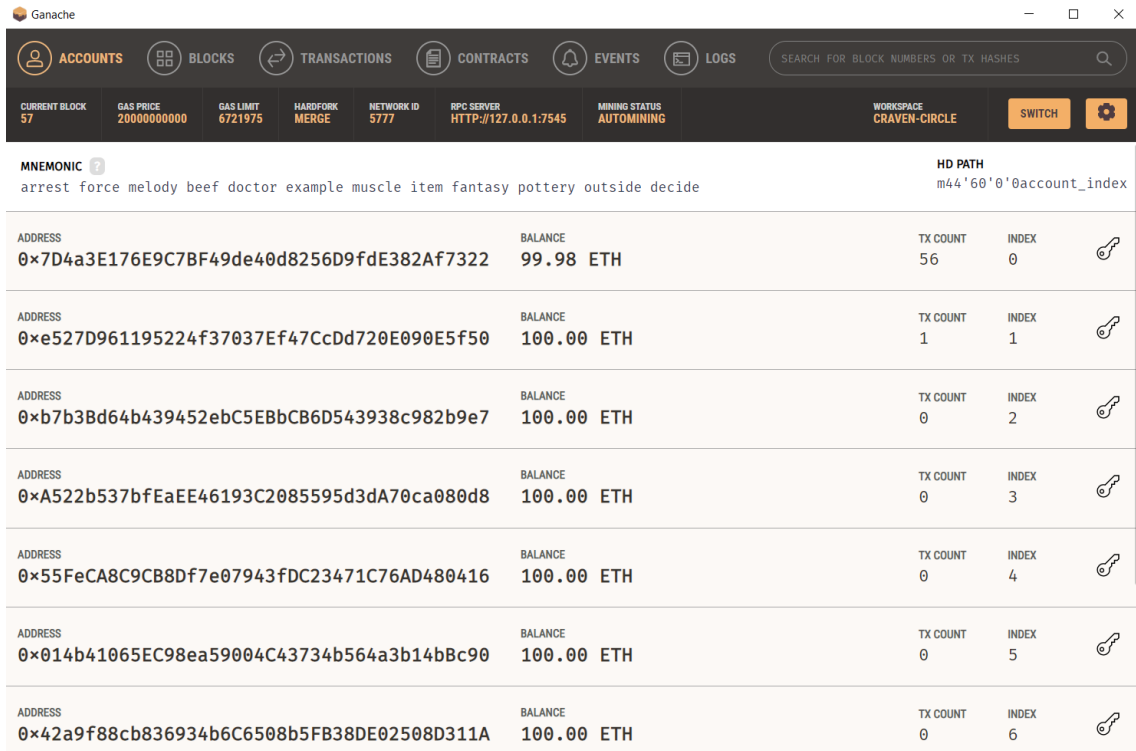 Ganache
ACCOUNTS BLOCKS TRANSACTIONS CONTRACTS EVENTS LOGS SEARCH FOR BLOCK NUMBERS OR TX HASHES
CURRENT BLOCK GAS PRICE GAS LIMIT HARDFORK NETWORK ID RPC SERVER MINING STATUS WORKSPACE
57 20000000000 6721975 MERGE 5777 HTTP://127.0.0.1:7545 AUTOMINING CRAVEN-CIRCLE SWITCH
MNEMONIC ? HD PATH
arrest force melody beef doctor example muscle item fantasy pottery outside decide m44'60'0'0account_index
ADDRESS BALANCE TX COUNT INDEX
0×7D4a3E176E9C7BF49de40d8256D9fdE382Af7322 99.98 ETH 56 0
ADDRESS BALANCE TX COUNT INDEX
0×e527D961195224f37037Ef47CcDd720E090E5f50 100.00 ETH 1 1
ADDRESS BALANCE TX COUNT INDEX
0×b7b3Bd64b439452ebC5EBbCB6D543938c982b9e7 100.00 ETH 0 2
ADDRESS BALANCE TX COUNT INDEX
0×A522b537bfEaEE46193C2085595d3dA70ca080d8 100.00 ETH 0 3
ADDRESS BALANCE TX COUNT INDEX
0×55FeCA8C9CB8Df7e07943fDC23471C76AD480416 100.00 ETH 0 4
ADDRESS BALANCE TX COUNT INDEX
0×014b41065EC98ea59004C43734b564a3b14bBc90 100.00 ETH 0 5
ADDRESS BALANCE TX COUNT INDEX
0×42a9f88cb836934b6C6508b5FB38DE02508D311A 100.00 ETH 0 6